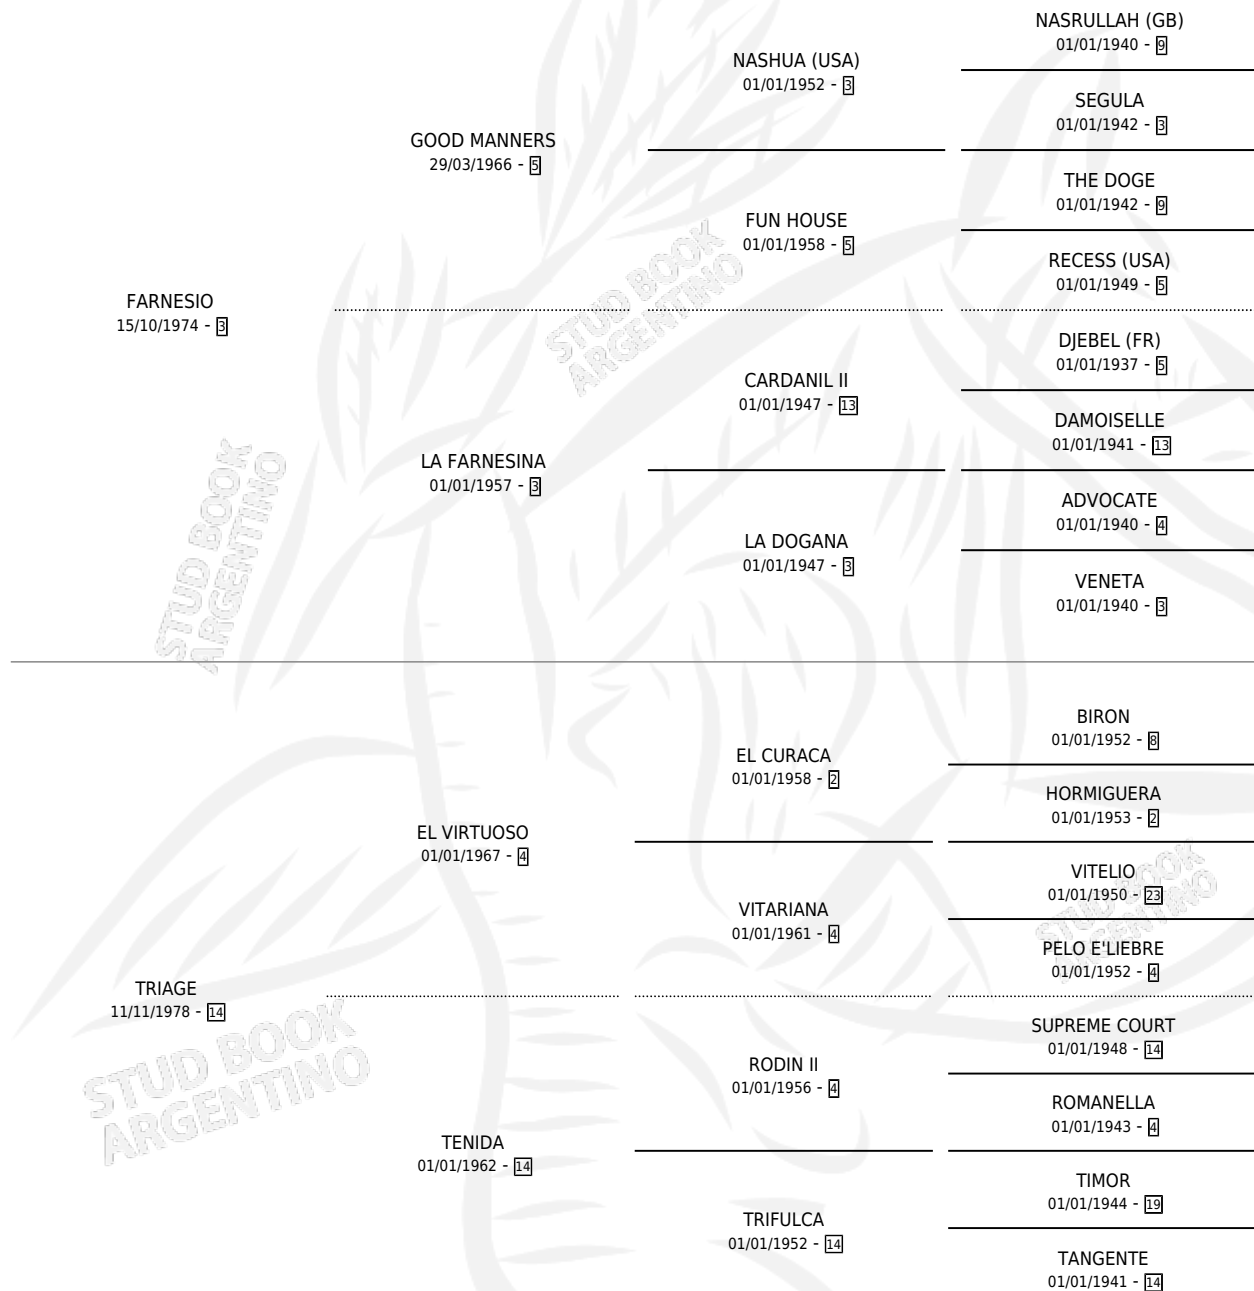 NASRULLAH (GB)
01/01/1940 - 9
NASHUA (USA)
01/01/1952 - 3
SEGULA
01/01/1942 - 3
GOOD MANNERS
29/03/1966 - 5
THE DOGE
01/01/1942 - 9
FUN HOUSE
01/01/1958 - 5
RECESS (USA)
01/01/1949 - 5
FARNESIO
15/10/1974 - 3
DJEBEL (FR)
01/01/1937 - 5
CARDANIL II
01/01/1947 - 13
DAMOISELLE
01/01/1941 - 13
LA FARNESINA
01/01/1957 - 3
ADVOCATE
01/01/1940 - 4
LA DOGANA
01/01/1947 - 3
VENETA
01/01/1940 - 3
BIRON
01/01/1952 - 8
EL CURACA
01/01/1958 - 2
HORMIGUERA
01/01/1953 - 2
EL VIRTUOSO
01/01/1967 - 4
VITELIO
01/01/1950 - 23
VITARIANA
01/01/1961 - 4
PELO E'LIEBRE
01/01/1952 - 4
TRIAGE
11/11/1978 - 14
SUPREME COURT
01/01/1948 - 14
RODIN II
01/01/1956 - 4
ROMANELLA
01/01/1943 - 4
TENIDA
01/01/1962 - 14
TIMOR
01/01/1944 - 19
TRIFULCA
01/01/1952 - 14
TANGENTE
01/01/1941 - 14
STUD BOOK
ARGENTINO
STUD BOOK
ARGENTINO
STUD BOOK
ARGENTINO
STUD BOOK
ARGENTINO